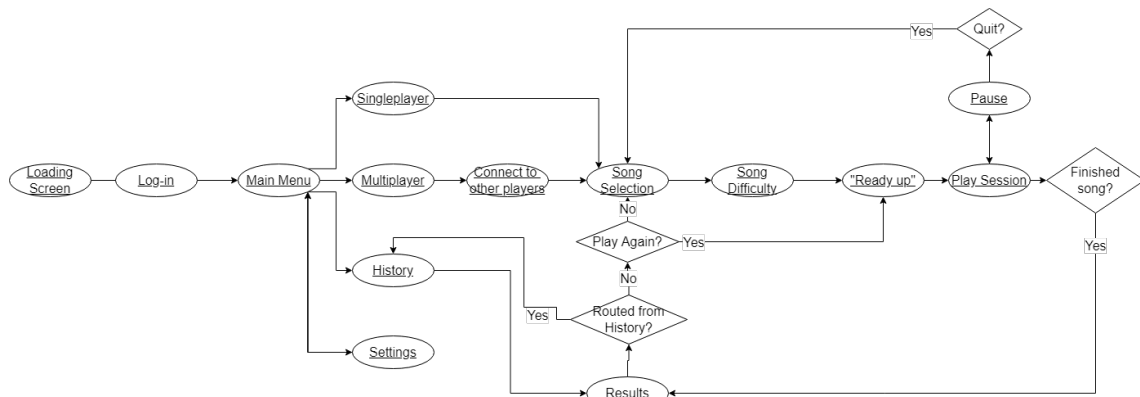 Quit?
Yes
Singleplayer
Pause
Loading
Screen
Log-in
Main Menu
Multiplayer
Connect to
other players
Song
Selection
Song
Difficulty
"Ready up"
Play Session
Finished
song?
No
Play Again?
Yes
Yes
History
No
Routed from
History?
Yes
Settings
Results